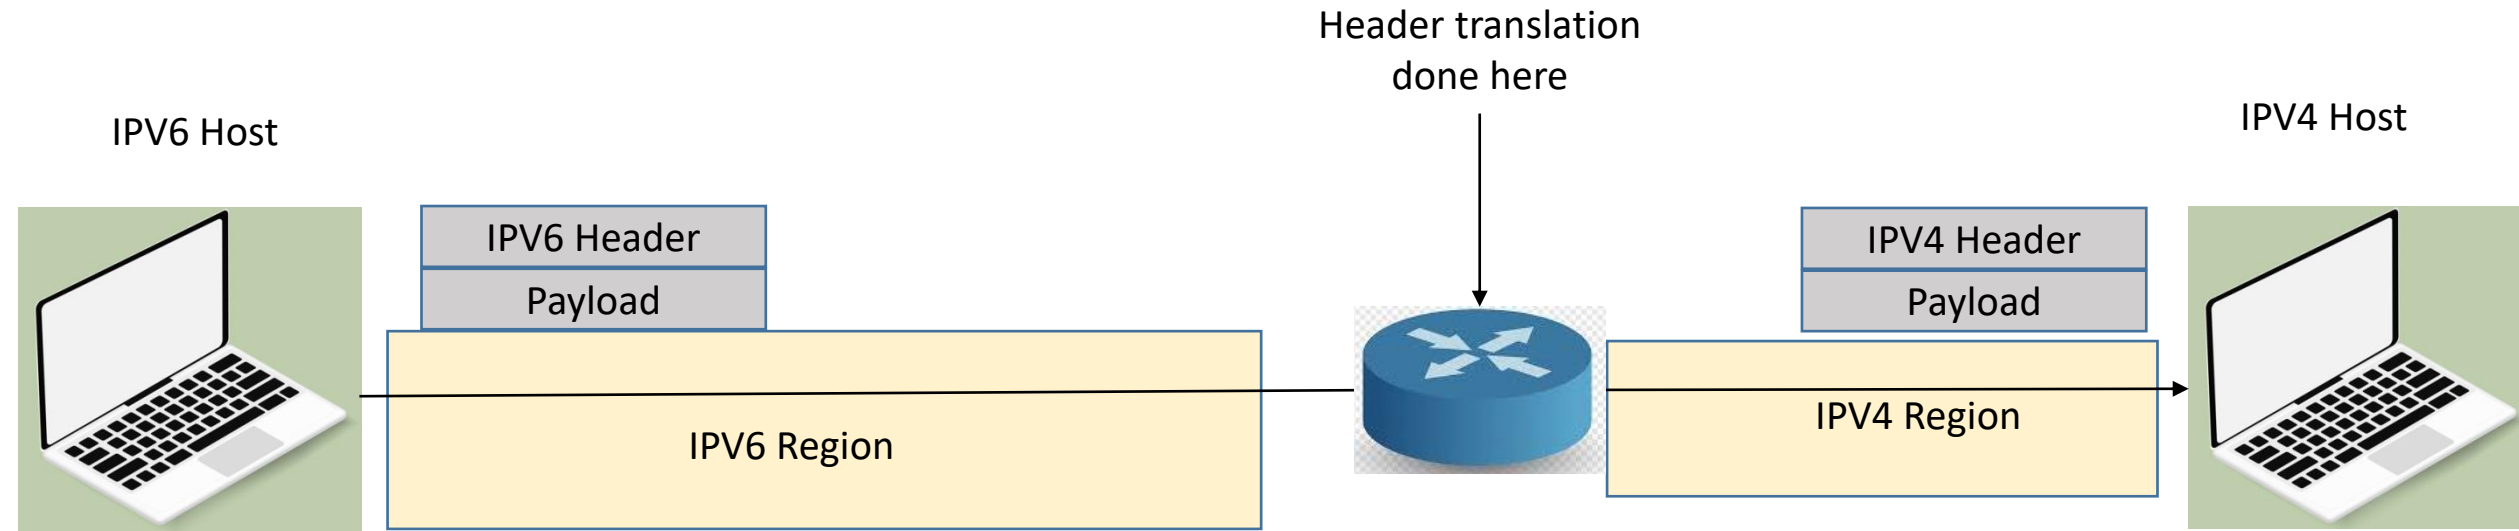 Header translation
done here
IPV6 Host
IPV4 Host
IPV6 Header
Payload
IPV4 Header
Payload
IPV6 Region
IPV4 Region